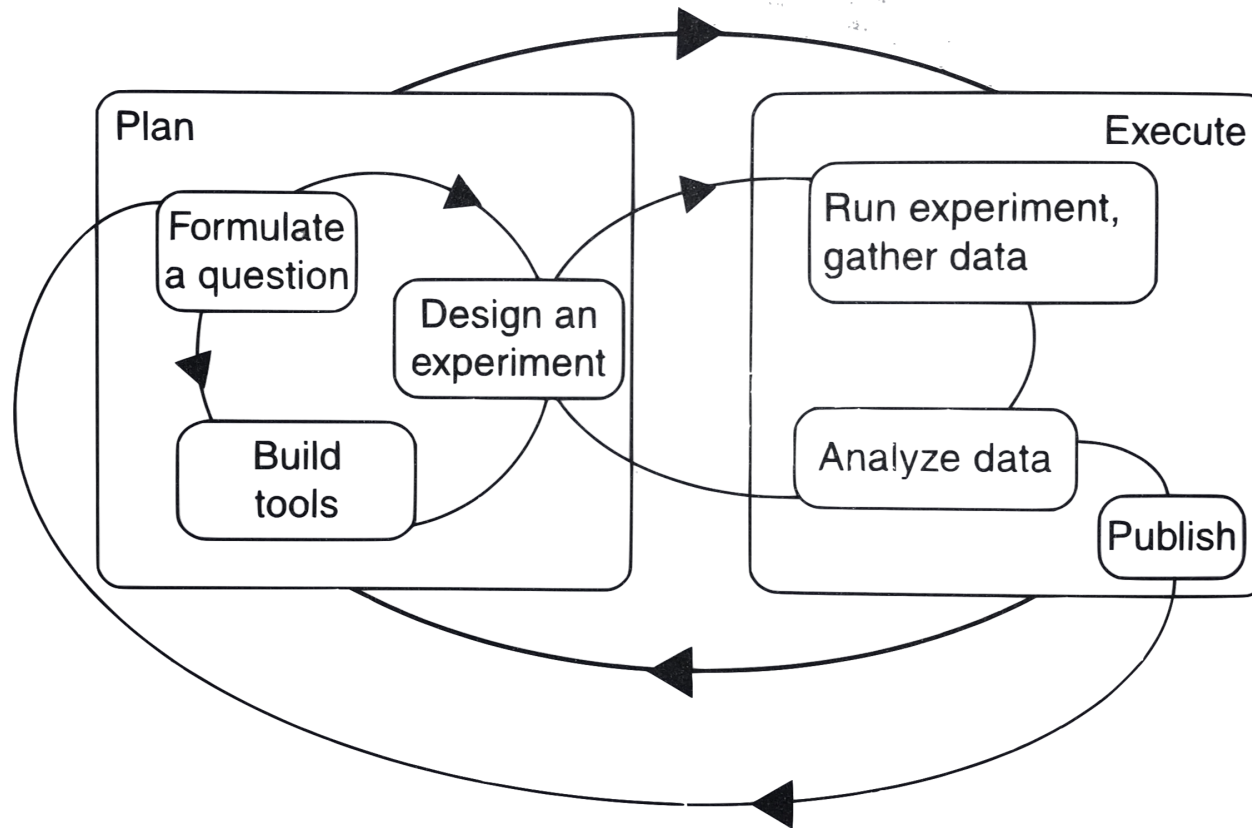 Plan
Execute
Formulate
a question
Design an
experiment
Build
tools
Run experiment,
gather data
Analyze data
Publish